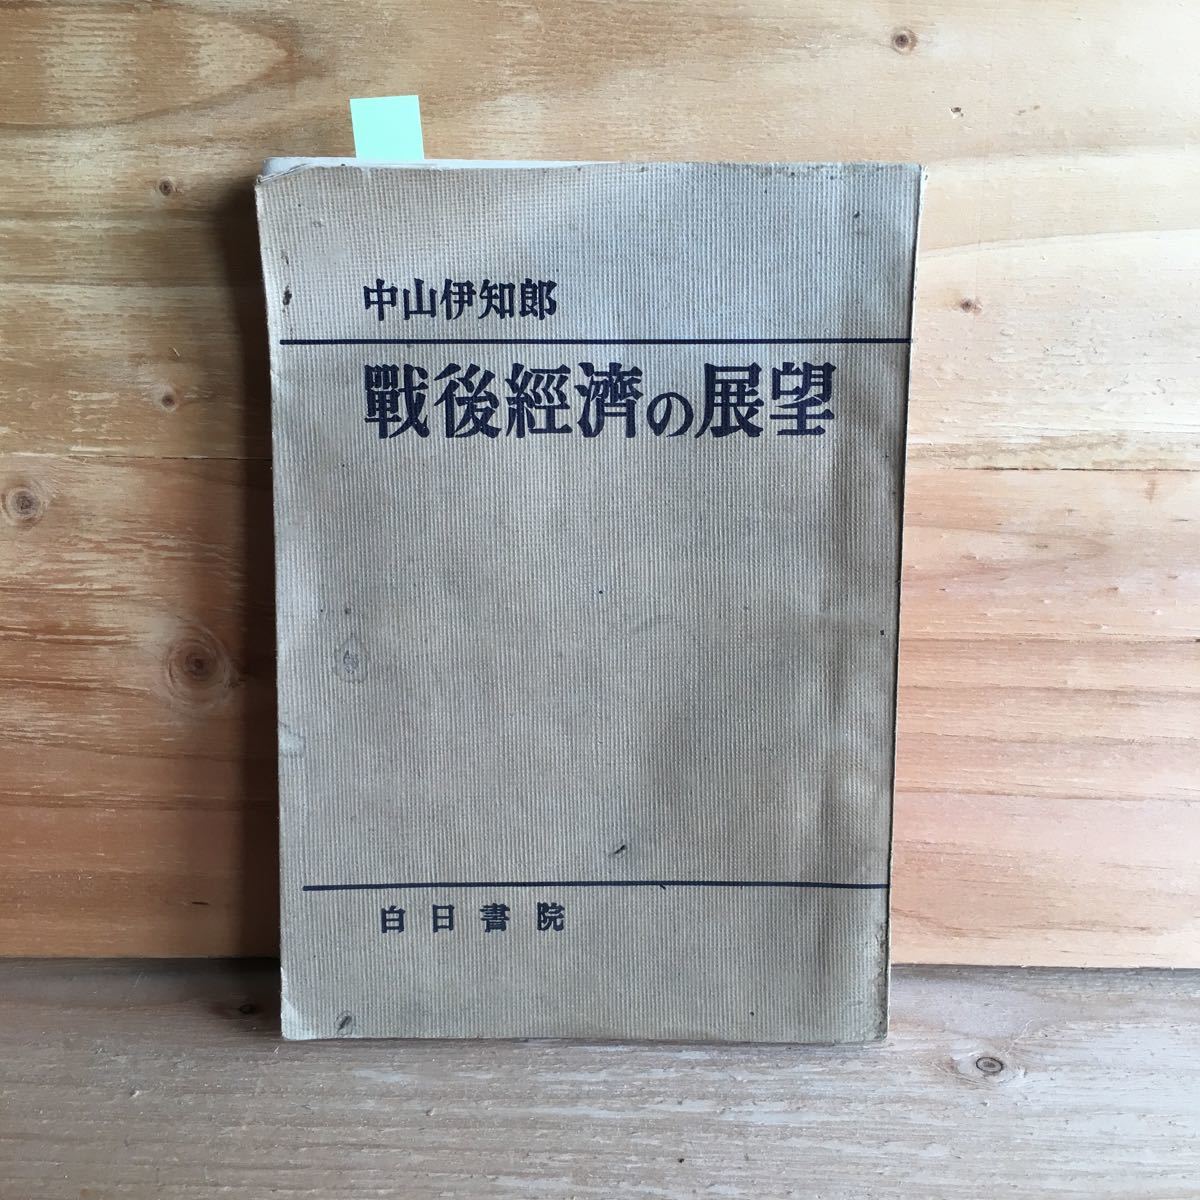 中山伊知郎
戰後經濟の展望
白日書院